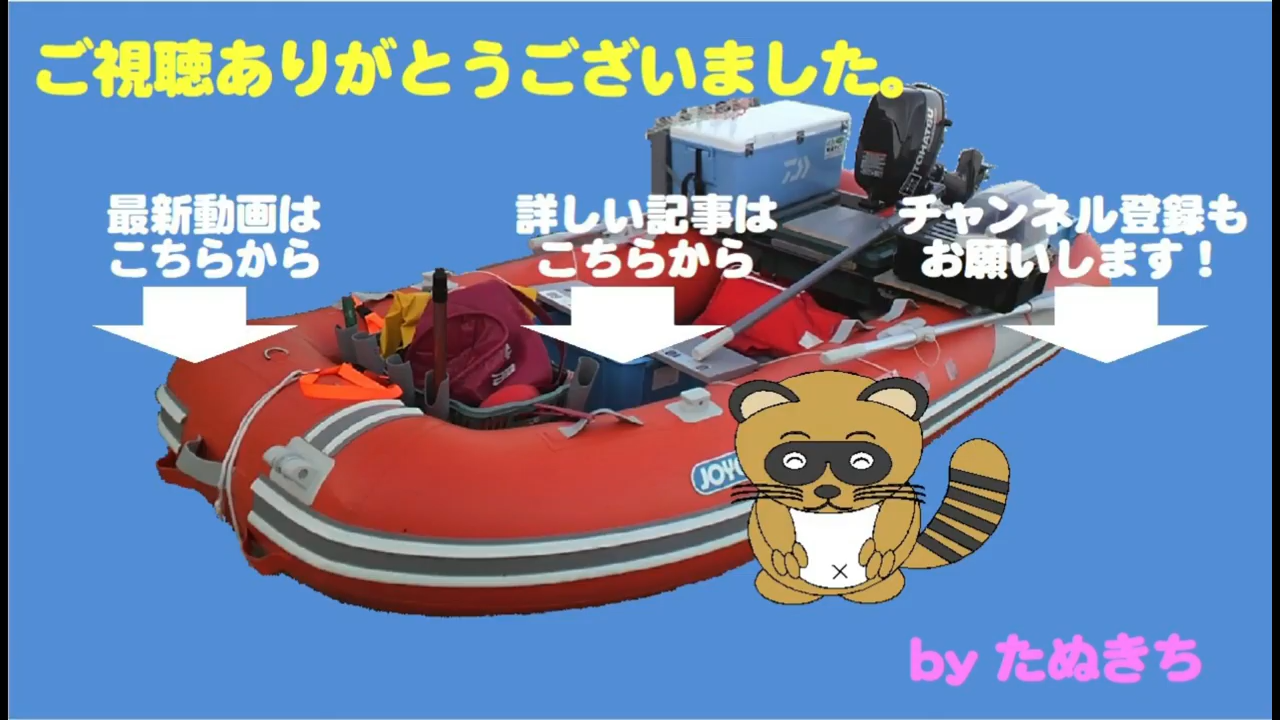 ご視聴ありがとうございました。
最新動画は
こちらから
詳しい記事は
こちらから
チャンネル登録も
お願いします！
TOHATSU
by たぬきち